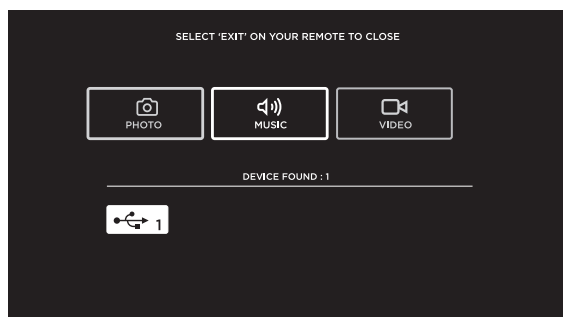 SELECT ‘EXIT’ ON YOUR REMOTE TO CLOSE
PHOTO
MUSIC
VIDEO
DEVICE FOUND : 1
1